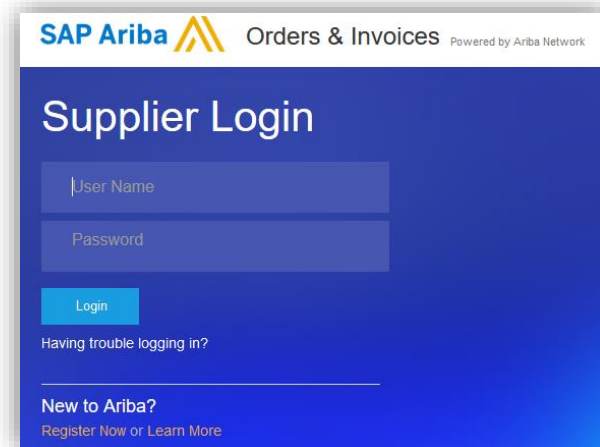 SAP Ariba Orders & Invoices Powered by Ariba Network
Supplier Login
User Name
Password
Login
Having trouble logging in?
New to Ariba?
Register Now or Learn More